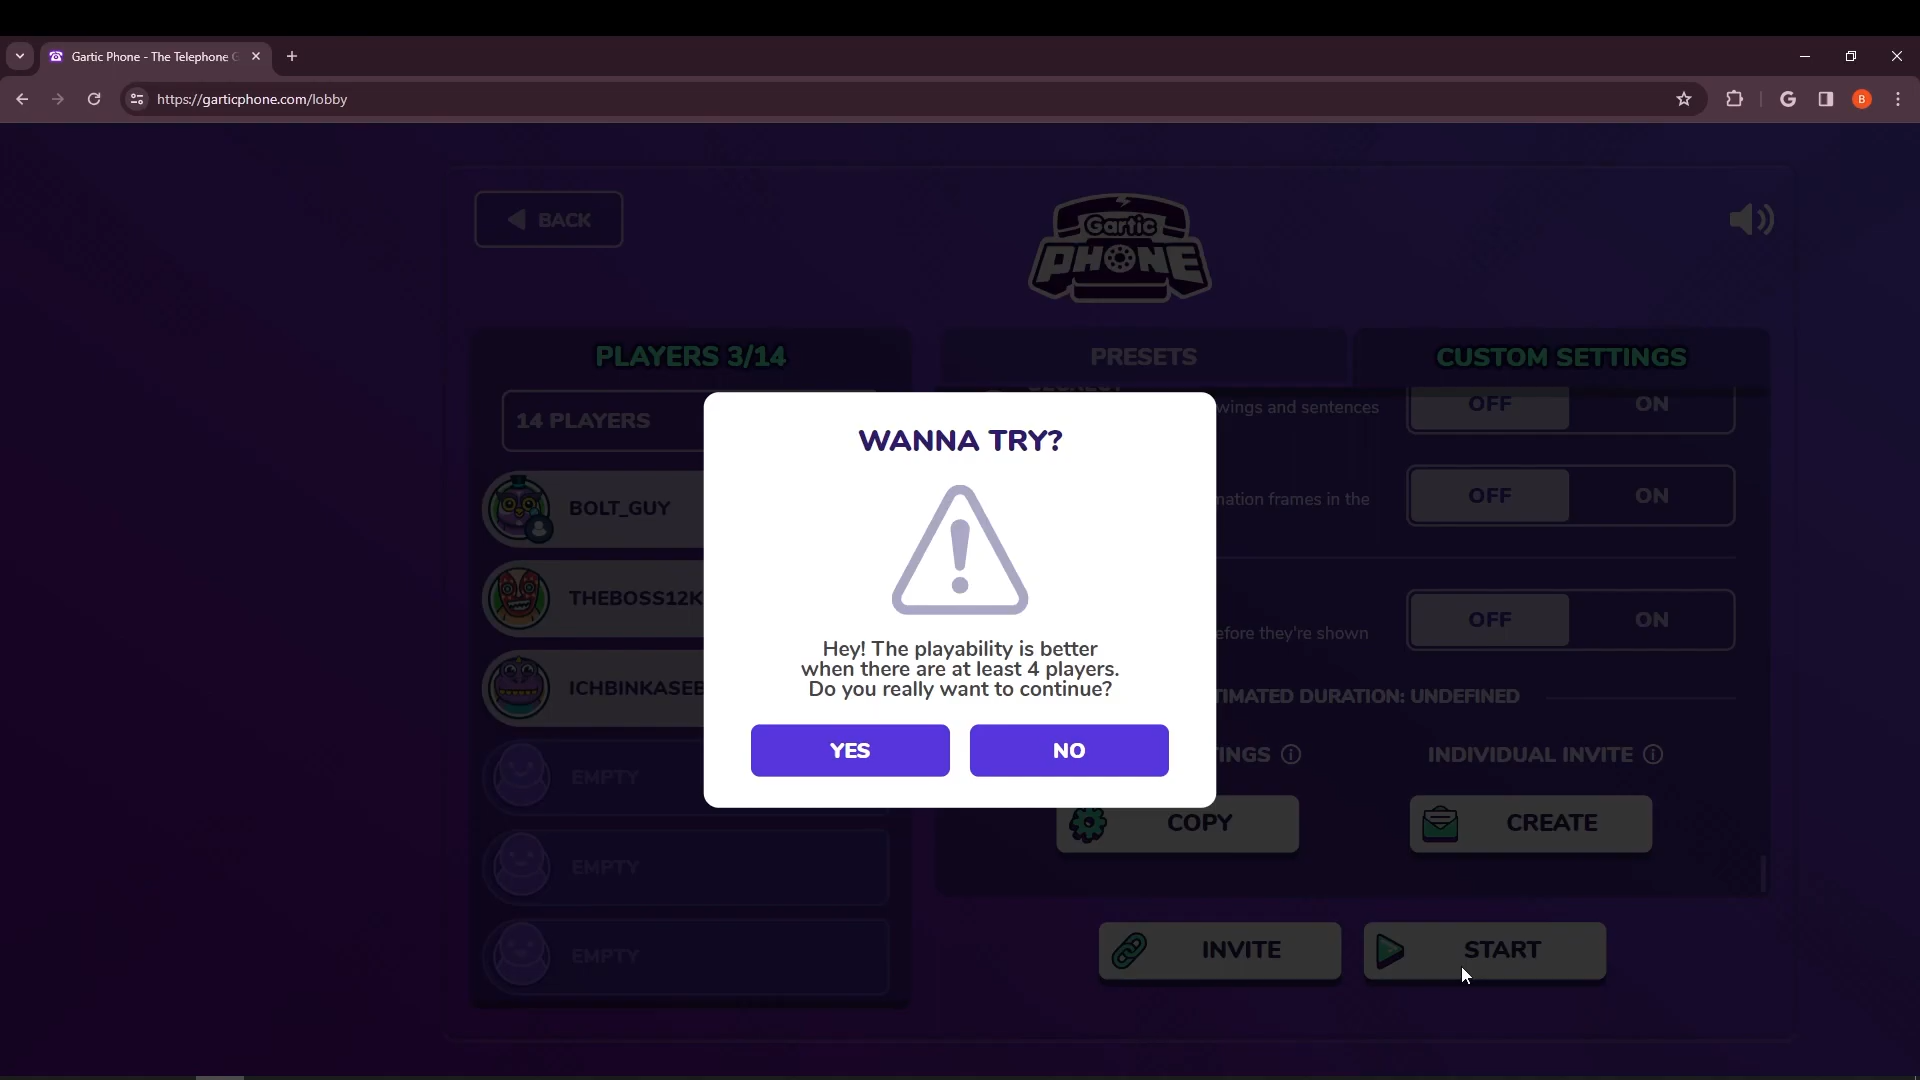 Gartic Phone - The Telephone G
https://garticphone.com/lobby
B
BACK
Gartic
PHONE
PLAYERS 3/14
PRESETS
CUSTOM SETTINGS
14 PLAYERS
wings and sentences
OFF ON
BOLT_GUY
mation frames in the
OFF ON
THEBOSS12K
efore they're shown
OFF ON
ICHBINKASEB
TIMATED DURATION: UNDEFINED
WANNA TRY?
Hey! The playability is better
when there are at least 4 players.
Do you really want to continue?
YES NO
EMPTY
EMPTY
EMPTY
TINGS
INDIVIDUAL INVITE
COPY
CREATE
INVITE
START